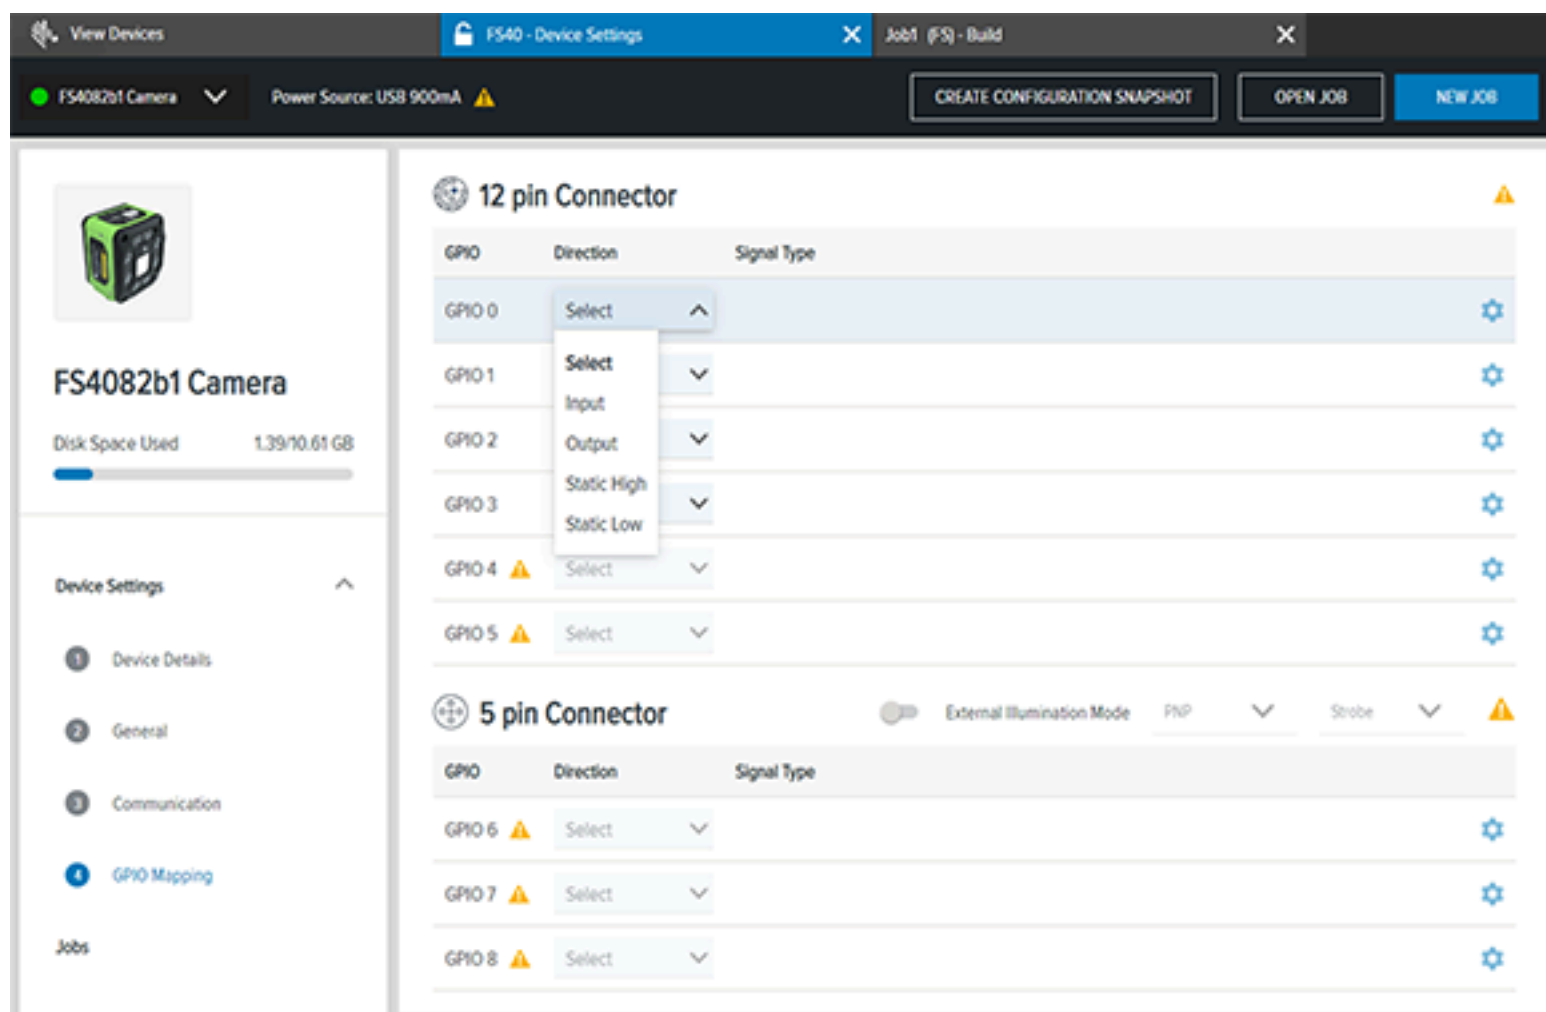 View Devices
FS40 - Device Settings
Job1 (FS) - Build
FS4082b1 Camera
Power Source: USB 900mA
CREATE CONFIGURATION SNAPSHOT
OPEN JOB
NEW JOB
FS4082b1 Camera
Disk Space Used 1.39/10.61 GB
Device Settings
1 Device Details
2 General
3 Communication
4 GPIO Mapping
Jobs
12 pin Connector
GPIO Direction Signal Type
GPIO 0 Select
Select
Input
Output
Static High
Static Low
GPIO 1
GPIO 2
GPIO 3
GPIO 4 Select
GPIO 5 Select
5 pin Connector External Illumination Mode PNP Strobe
GPIO Direction Signal Type
GPIO 6 Select
GPIO 7 Select
GPIO 8 Select